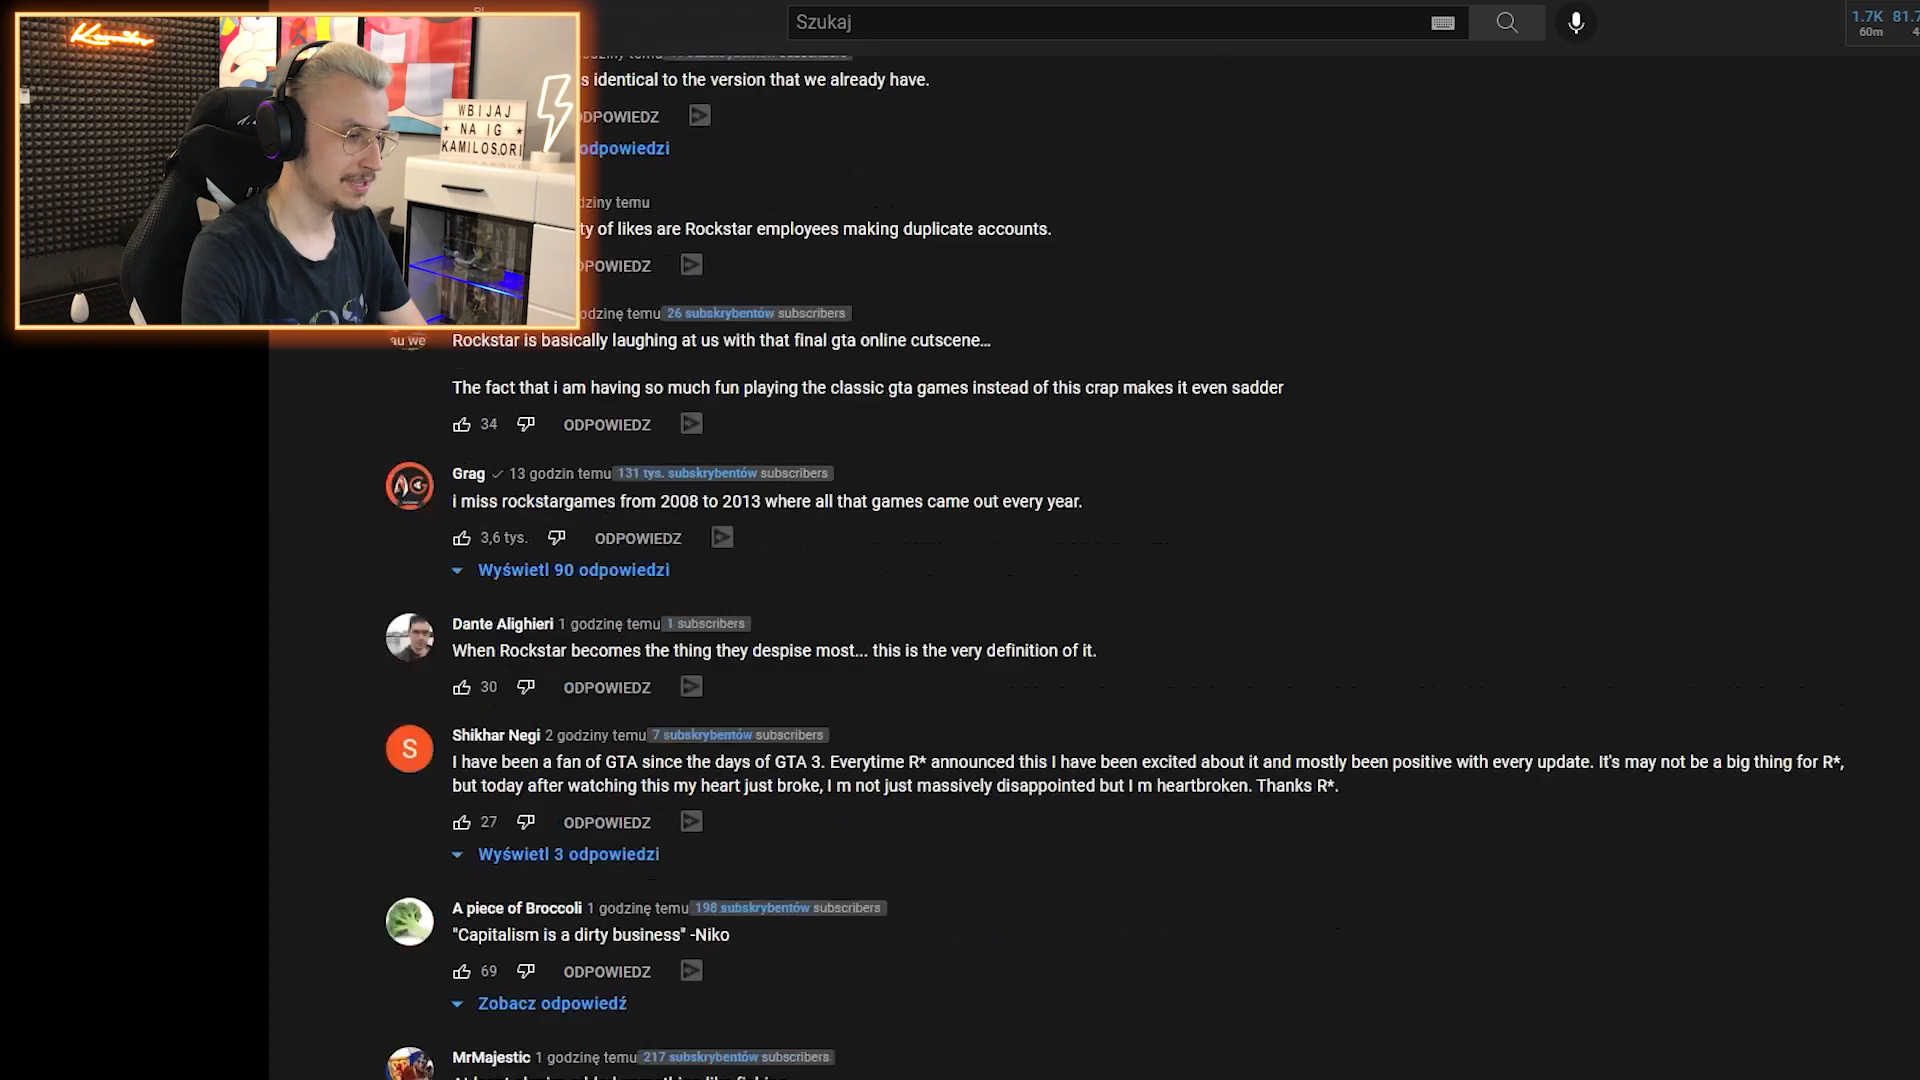 Szukaj
1.7K 81.7
60m 4
Kamilos
WBIJAJ
NA IG
KAMILOS.ORI
s identical to the version that we already have.
ODPOWIEDZ
odpowiedzi
dziny temu
ty of likes are Rockstar employees making duplicate accounts.
POWIEDZ
godzinę temu 26 subskrybentów subscribers
au we
Rockstar is basically laughing at us with that final gta online cutscene...
The fact that i am having so much fun playing the classic gta games instead of this crap makes it even sadder
34 ODPOWIEDZ
Grag 13 godzin temu 131 tys. subskrybentów subscribers
AG
i miss rockstargames from 2008 to 2013 where all that games came out every year.
3,6 tys. ODPOWIEDZ
Wyświetl 90 odpowiedzi
Dante Alighieri 1 godzinę temu 1 subscribers
When Rockstar becomes the thing they despise most... this is the very definition of it.
30 ODPOWIEDZ
Shikhar Negi 2 godziny temu 7 subskrybentów subscribers
S
I have been a fan of GTA since the days of GTA 3. Everytime R* announced this I have been excited about it and mostly been positive with every update. It's may not be a big thing for R*,
but today after watching this my heart just broke, I m not just massively disappointed but I m heartbroken. Thanks R*.
27 ODPOWIEDZ
Wyświetl 3 odpowiedzi
A piece of Broccoli 1 godzinę temu 198 subskrybentów subscribers
"Capitalism is a dirty business" -Niko
69 ODPOWIEDZ
Zobacz odpowiedź
MrMajestic 1 godzinę temu 217 subskrybentów subscribers